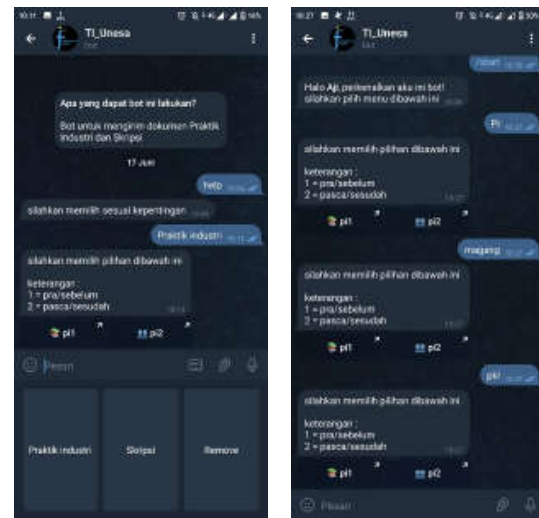 TI_Unesa
bot
Apa yang dapat bot ini lakukan?
Bot untuk mengirim dokumen Praktik
Industri dan Skripsi
17 Juni
help
silahkan memilih sesuai kepentingan
Praktik industri
silahkan memilih pilihan dibawah ini
keterangan :
1 = pra/sebelum
2 = pasca/sesudah
pi1
pi2
Pesan
Praktik industri
Skripsi
Remove
TI_Unesa
bot
/start
Halo Aji, perkenalkan aku ini bot!
silahkan pilih menu dibawah ini
PI
silahkan memilih pilihan dibawah ini
keterangan :
1 = pra/sebelum
2 = pasca/sesudah
pi1
pi2
magang
silahkan memilih pilihan dibawah ini
keterangan :
1 = pra/sebelum
2 = pasca/sesudah
pi1
pi2
pkl
silahkan memilih pilihan dibawah ini
keterangan :
1 = pra/sebelum
2 = pasca/sesudah
pi1
pi2
Pesan